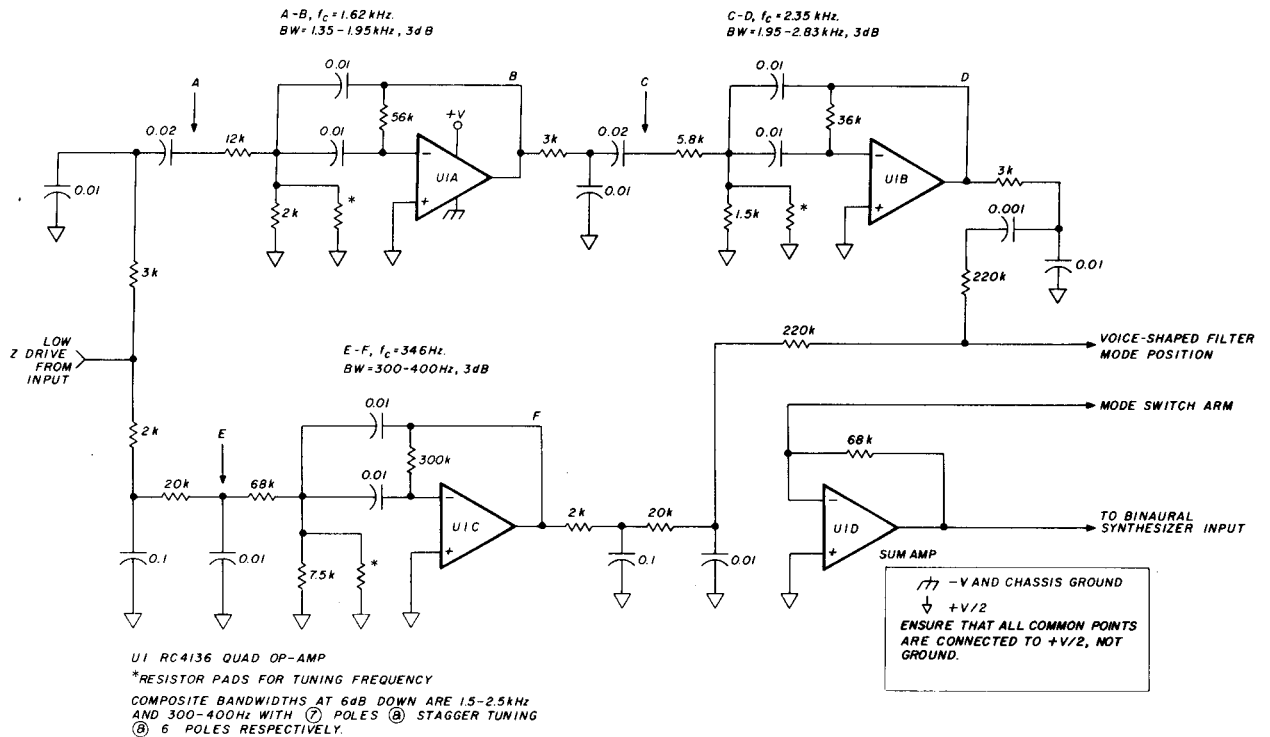 A-B, fC = 1.62 kHz.
BW = 1.35 - 1.95 kHz, 3 dB
C-D, fC = 2.35 kHz.
BW = 1.95 - 2.83 kHz, 3 dB
0.01
B
0.01
D
A
C
+V
56k
36k
0.02
12k
0.01
3k
0.02
5.8k
0.01
0.01
U1A
0.01
U1B
3k
2k
*
1.5k
*
0.001
0.01
3k
220k
LOW
Z DRIVE
FROM
INPUT
E-F, fC = 346 Hz.
BW = 300-400 Hz, 3 dB
220k
VOICE-SHAPED FILTER
MODE POSITION
MODE SWITCH ARM
0.01
F
2k
E
300k
68k
20k
68k
0.01
U1C
2k
20k
U1D
TO BINAURAL
SYNTHESIZER INPUT
0.1
0.01
7.5k
*
0.1
0.01
SUM AMP
-V AND CHASSIS GROUND
+V/2
ENSURE THAT ALL COMMON POINTS
ARE CONNECTED TO +V/2, NOT
GROUND.
U1 RC4136 QUAD OP-AMP
*RESISTOR PADS FOR TUNING FREQUENCY
COMPOSITE BANDWIDTHS AT 6dB DOWN ARE 1.5-2.5kHz
AND 300-400Hz WITH 7 POLES @ STAGGER TUNING
@ 6 POLES RESPECTIVELY.